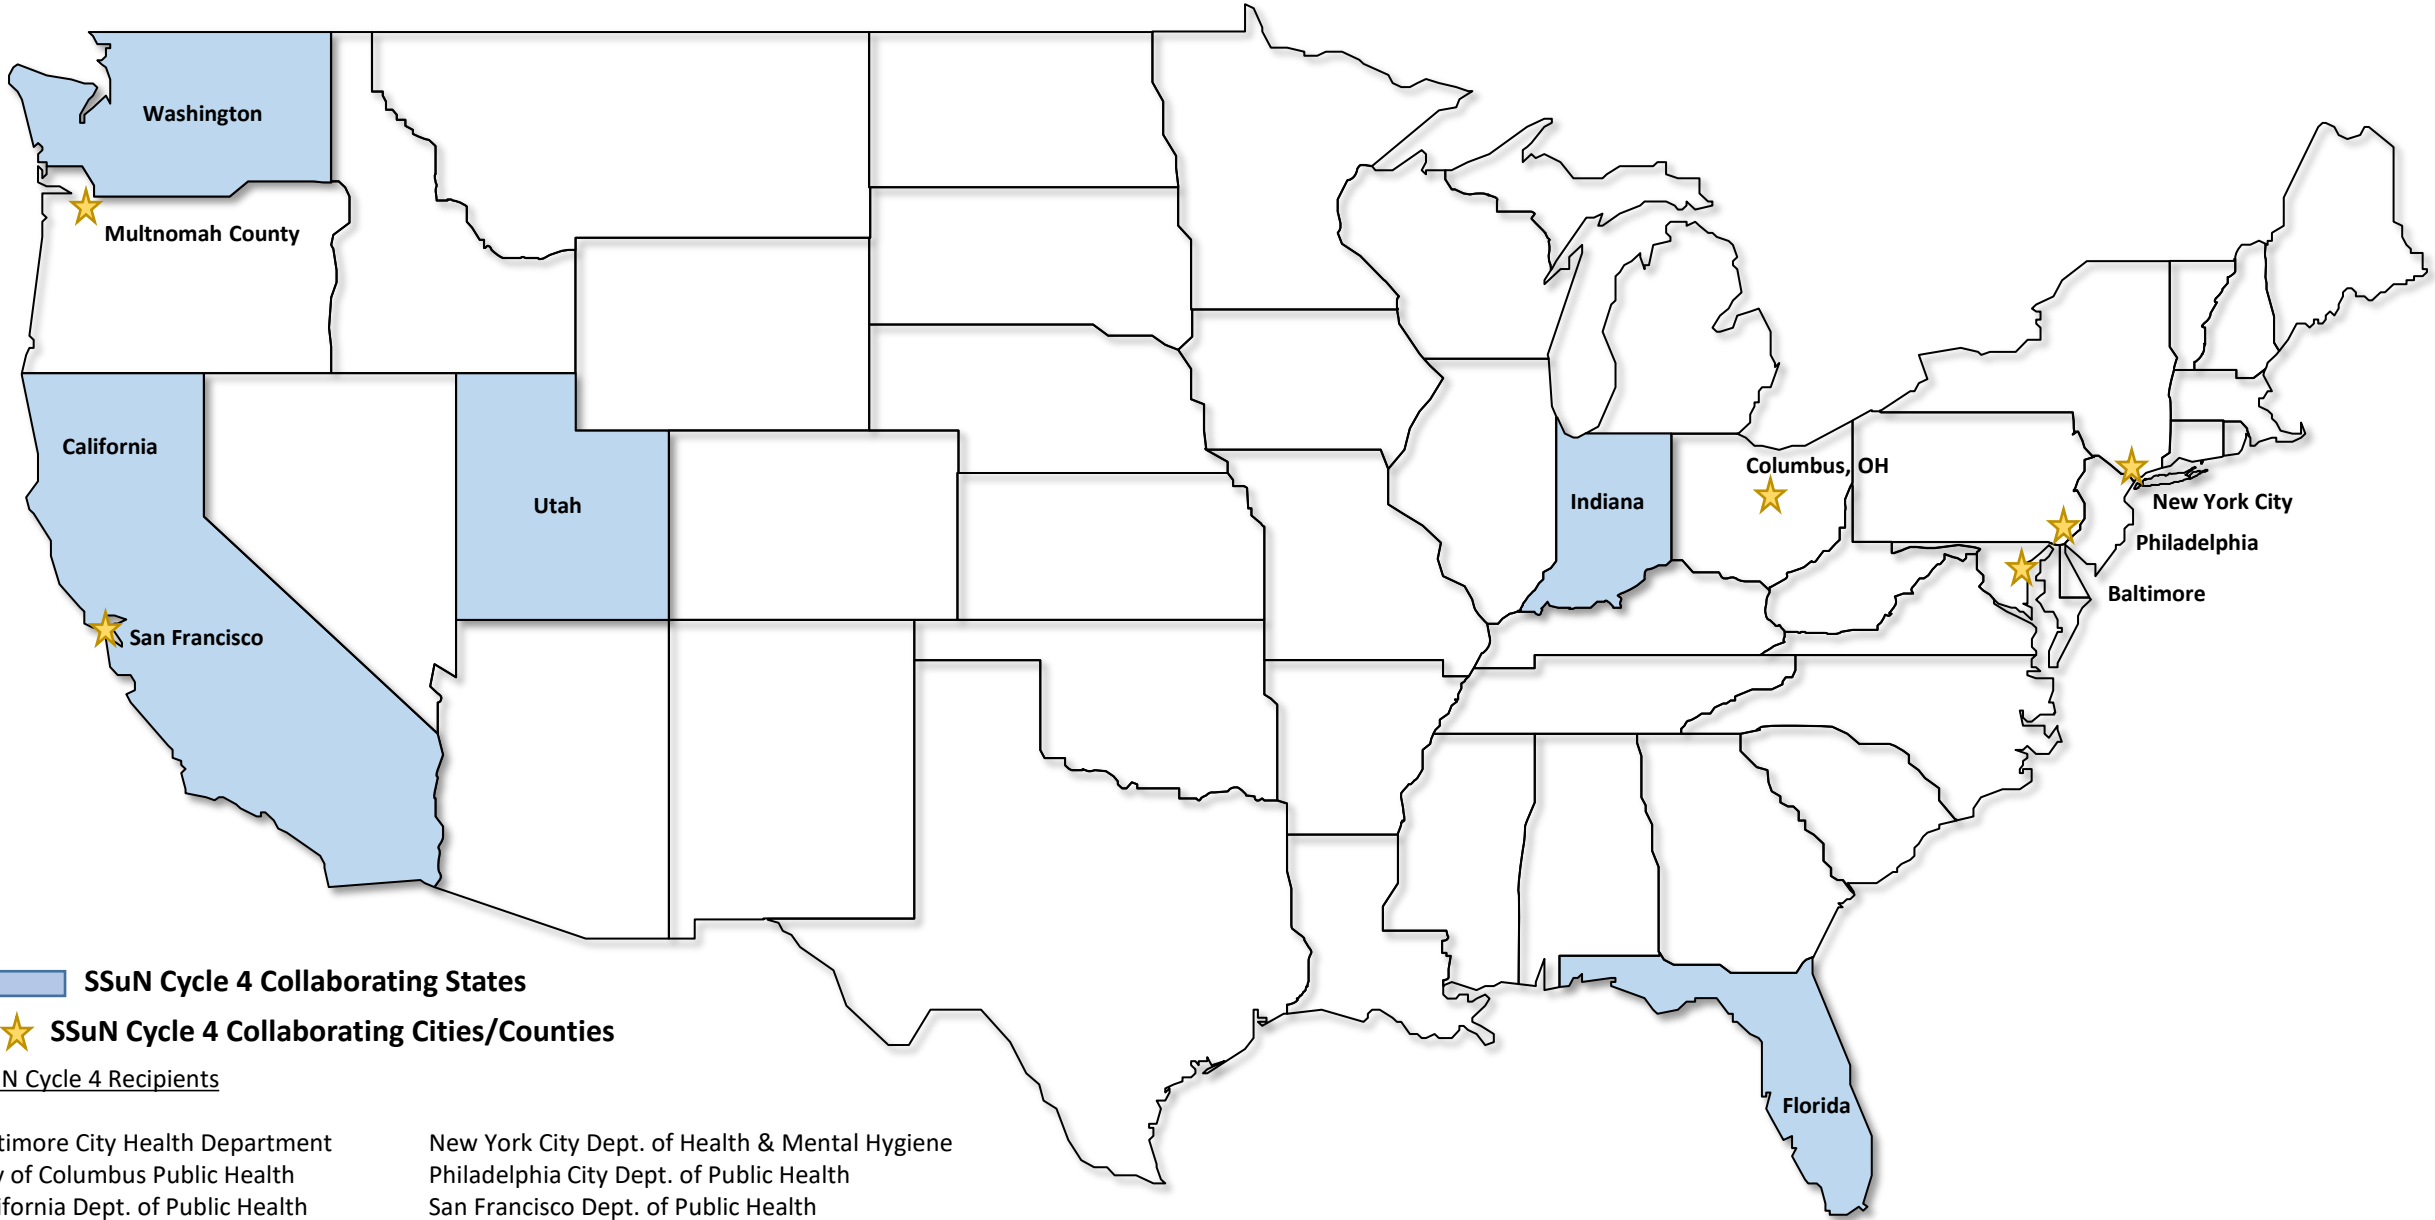 Washington
Multnomah County
California
Utah
San Francisco
Indiana
Columbus, OH
New York City
Philadelphia
Baltimore
Florida
SSuN Cycle 4 Collaborating States
SSuN Cycle 4 Collaborating Cities/Counties
N Cycle 4 Recipients
timore City Health Department
y of Columbus Public Health
ifornia Dept. of Public Health
New York City Dept. of Health & Mental Hygiene
Philadelphia City Dept. of Public Health
San Francisco Dept. of Public Health